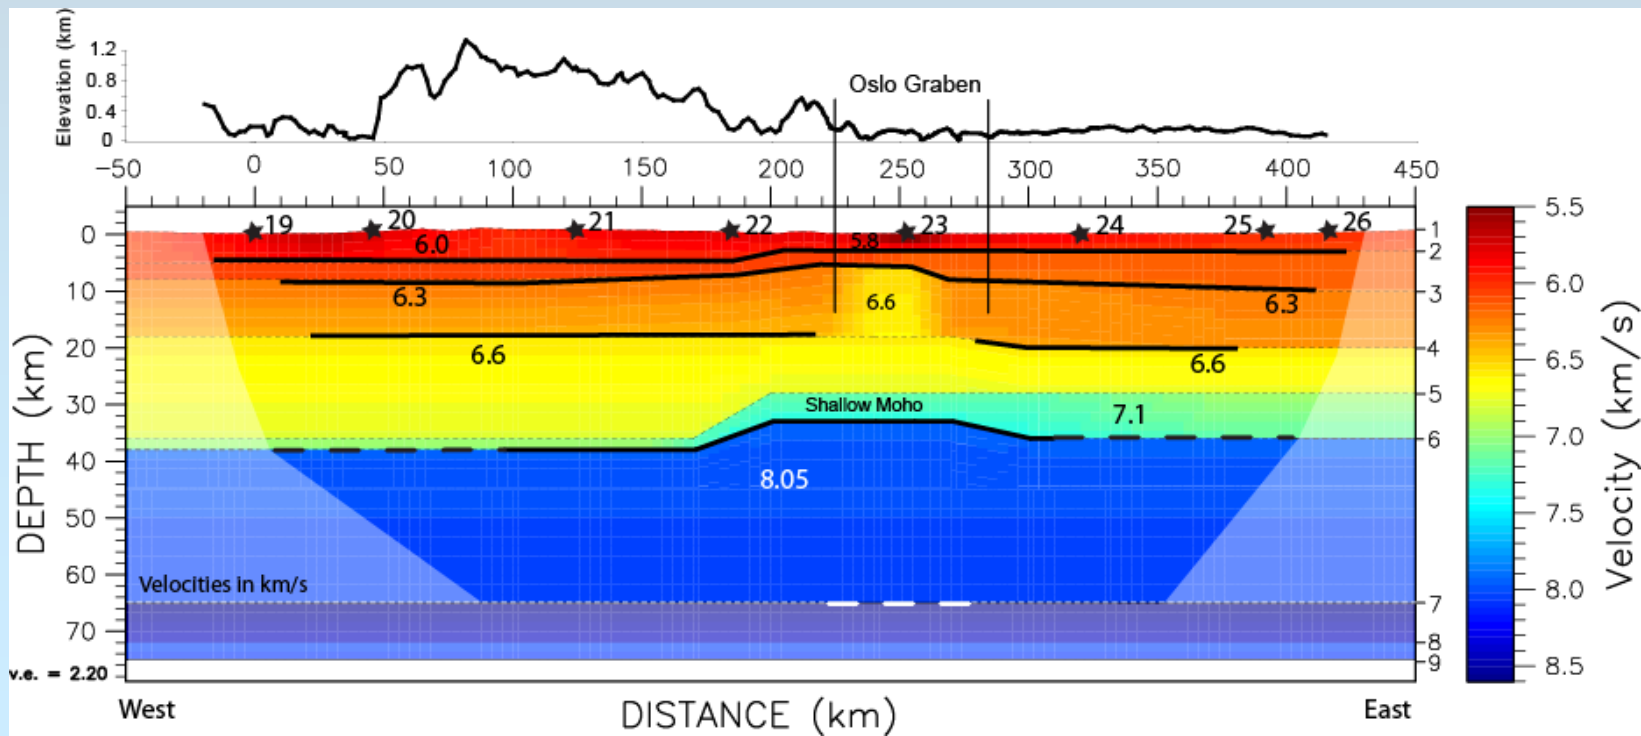 Elevation (km)
1.2
0.8
0.4
0
Oslo Graben
−50 0 50 100 150 200 250 300 350 400 450
19 20 21 22 23 24 25 26
6.0 5.8
6.3 6.6 6.3
6.6 6.6
Shallow Moho
7.1
8.05
Velocities in km/s
DEPTH (km)
0
10
20
30
40
50
60
70
1
2
3
4
5
6
7
8
9
v.e. = 2.20
West DISTANCE (km) East
5.5
6.0
6.5
7.0
7.5
8.0
8.5
Velocity (km/s)